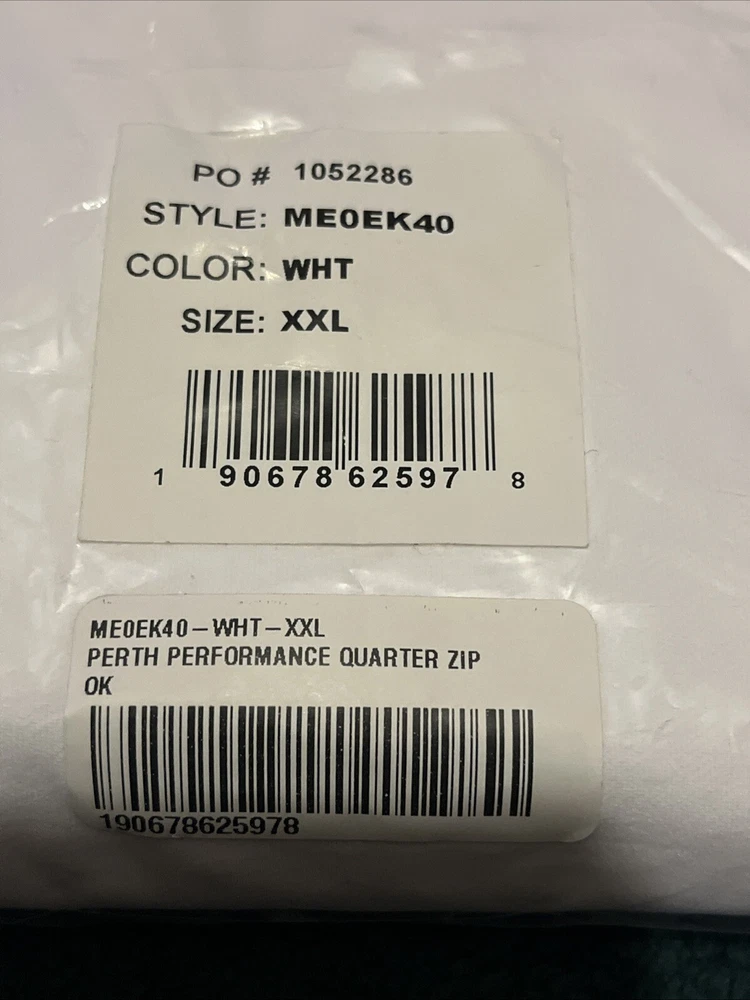 PO # 1052286
STYLE: ME0EK40
COLOR: WHT
SIZE: XXL
1 90678 62597 8
ME0EK40-WHT-XXL
PERTH PERFORMANCE QUARTER ZIP
OK
190678625978